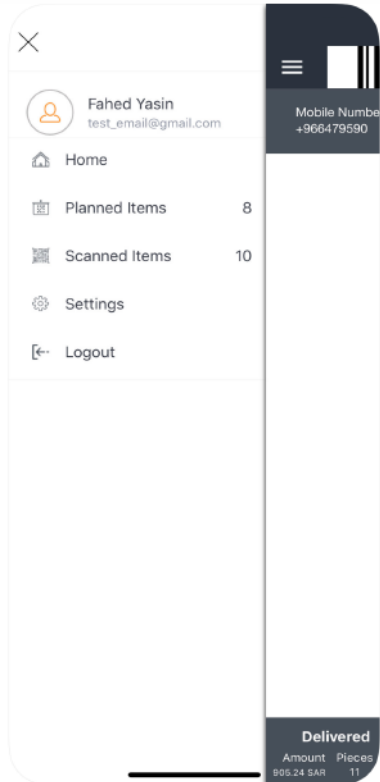 Fahed Yasin
test_email@gmail.com
Home
Planned Items 8
Scanned Items 10
Settings
Logout
Mobile Numbe
+966479590
Delivered
Amount Pieces
905.24 SAR 11